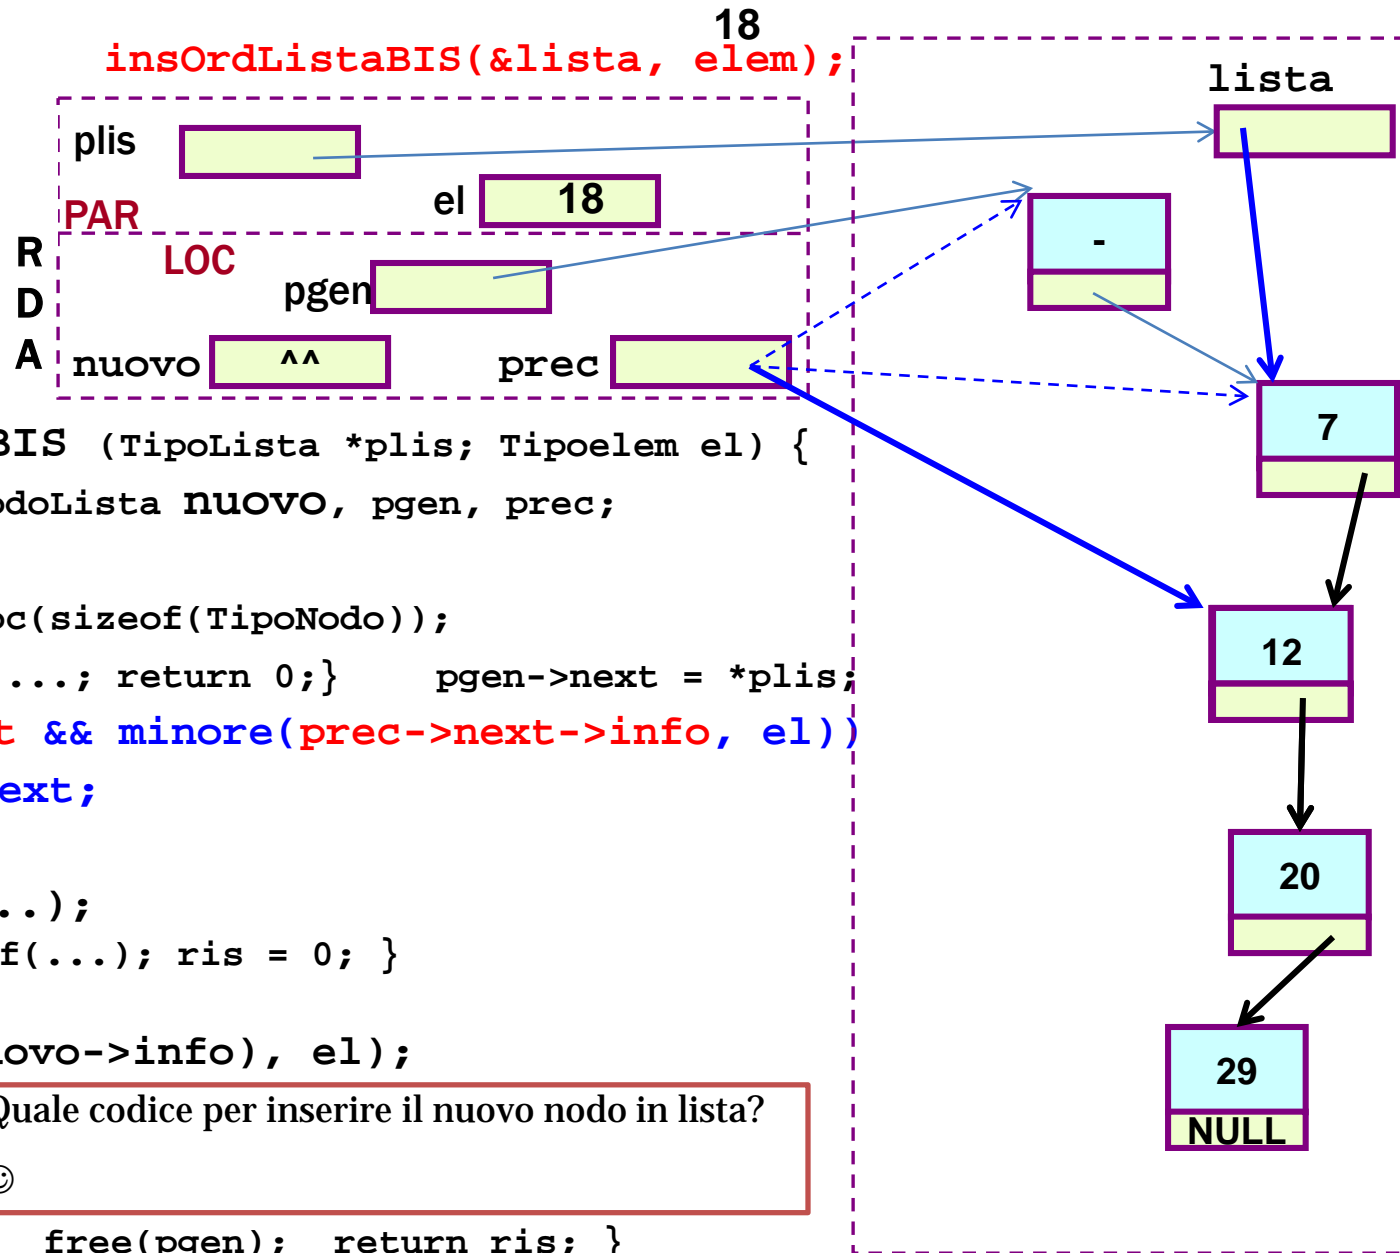 18
insOrdListaBIS(&lista, elem);
lista
plis
el 18
PAR
R
D
A
LOC
pgen
-
nuovo ^^ prec
7
BIS (TipoLista *plis; Tipoelem el) {
odoLista nuovo, pgen, prec;
oc(sizeof(TipoNodo));
12
...; return 0;} pgen->next = *plis;
t && minore(prec->next->info, el))
ext;
20
..);
f(...); ris = 0; }
ovo->info), el);
29
NULL
Quale codice per inserire il nuovo nodo in lista?
☺
free(pgen); return ris; }